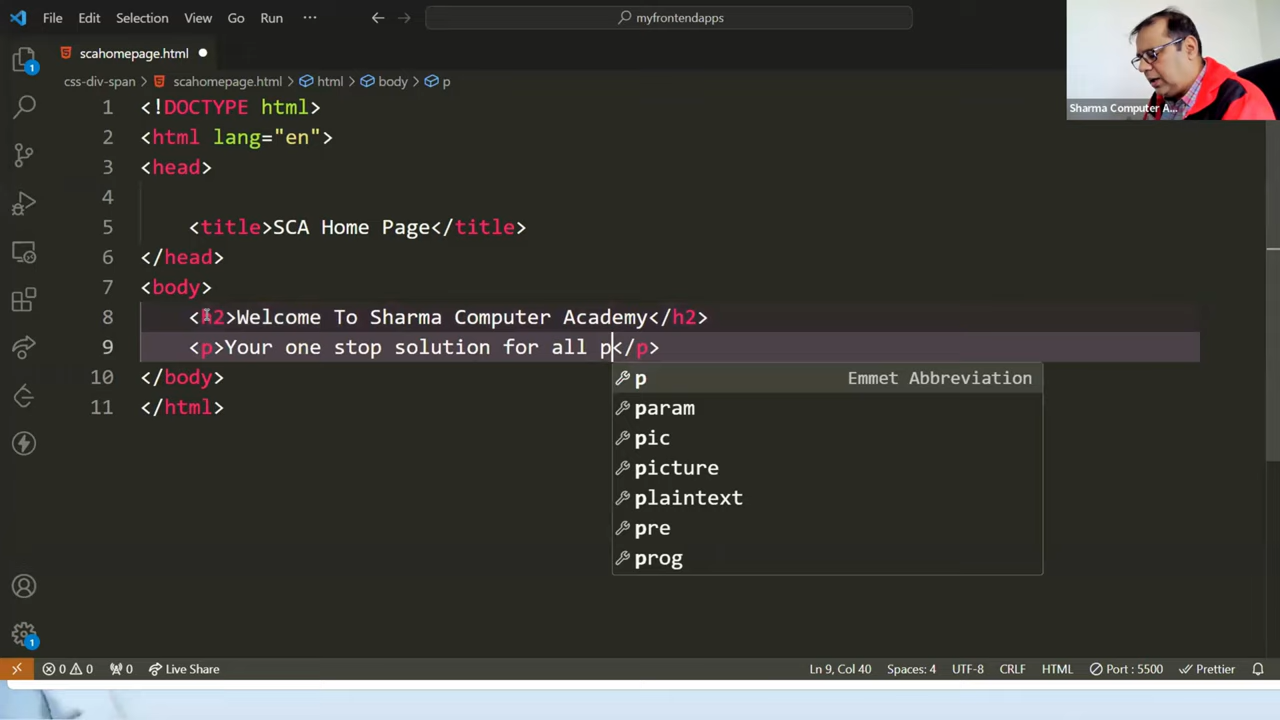 File Edit Selection View Go Run ··· myfrontendapps
scahomepage.html
css-div-span > scahomepage.html > html > body > p
Sharma Computer A...
1 <!DOCTYPE html>
2 <html lang="en">
3 <head>
4
5 <title>SCA Home Page</title>
6 </head>
7 <body>
8 <h2>Welcome To Sharma Computer Academy</h2>
9 <p>Your one stop solution for all p</p>
10 </body>
11 </html>
p Emmet Abbreviation
param
pic
picture
plaintext
pre
prog
1
1
0 0 0 Live Share Ln 9, Col 40 Spaces: 4 UTF-8 CRLF HTML Port : 5500 Prettier